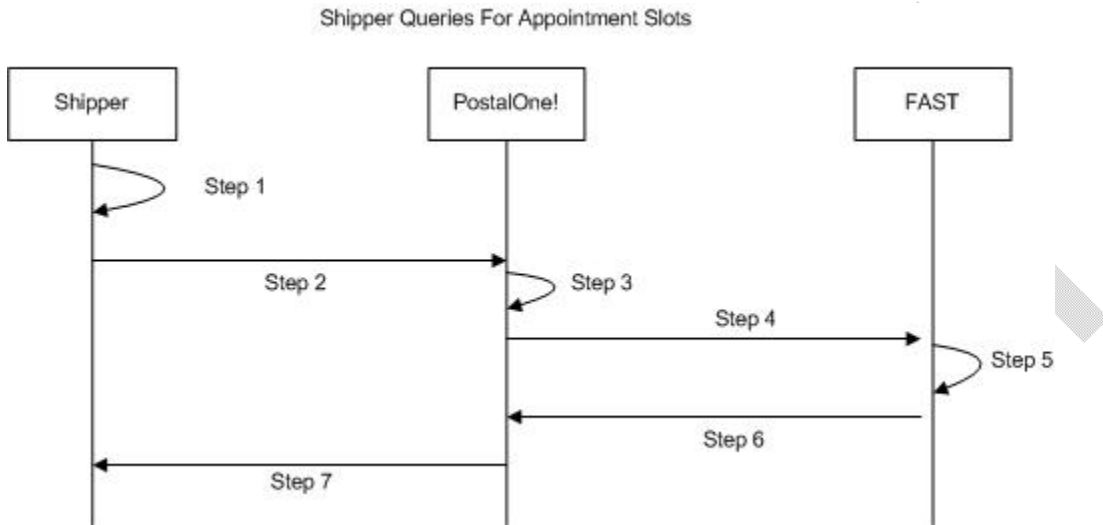 Shipper Queries For Appointment Slots
Shipper
PostalOne!
FAST
Step 1
Step 2
Step 3
Step 4
Step 5
Step 6
Step 7